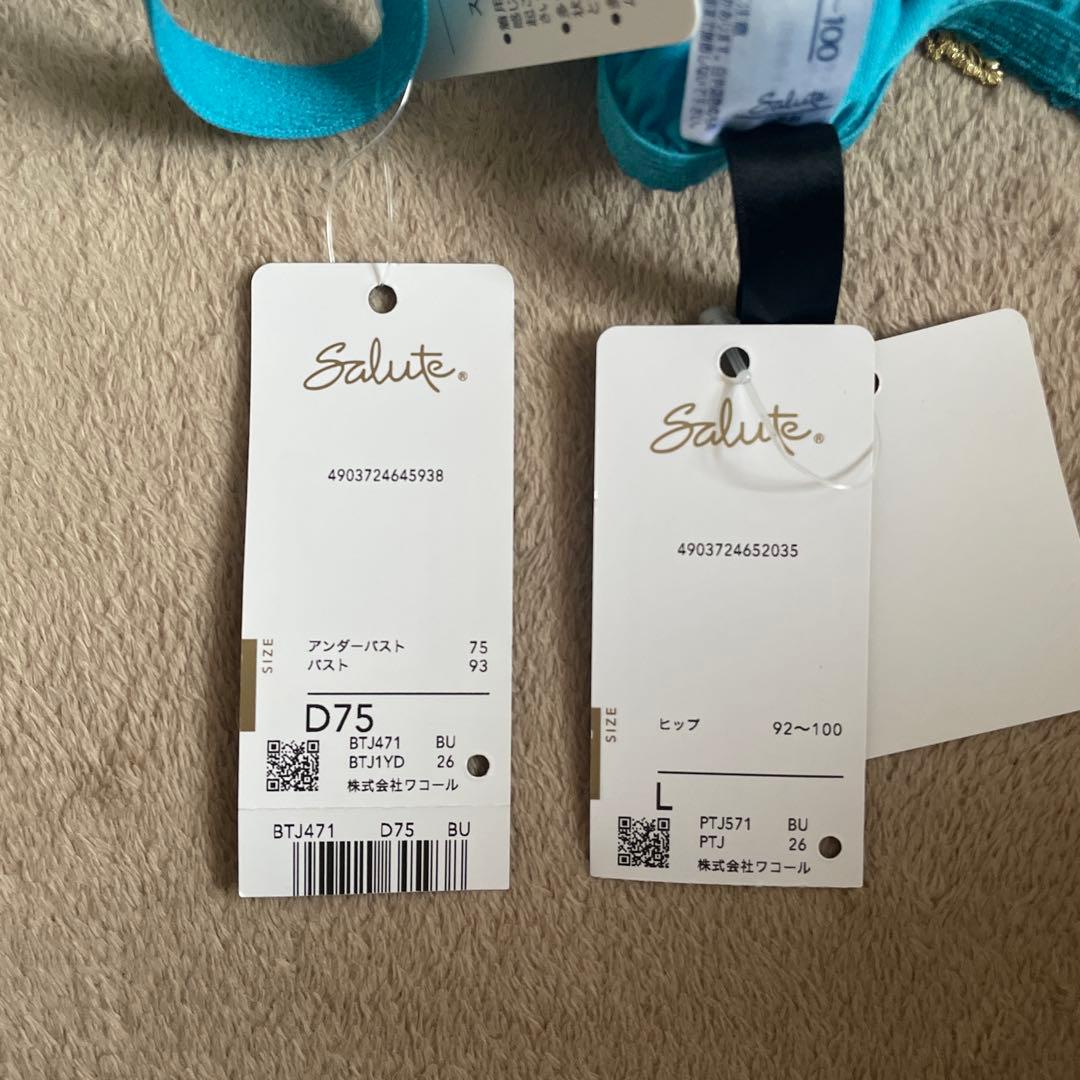 ~100
Salute
Salute®
4903724645938
SIZE
アンダーバスト 75
バスト 93
D75
BTJ471 BU
BTJ1YD 26
株式会社ワコール
BTJ471 D75 BU
Salute®
4903724652035
SIZE
ヒップ 92〜100
L
PTJ571 BU
PTJ 26
株式会社ワコール